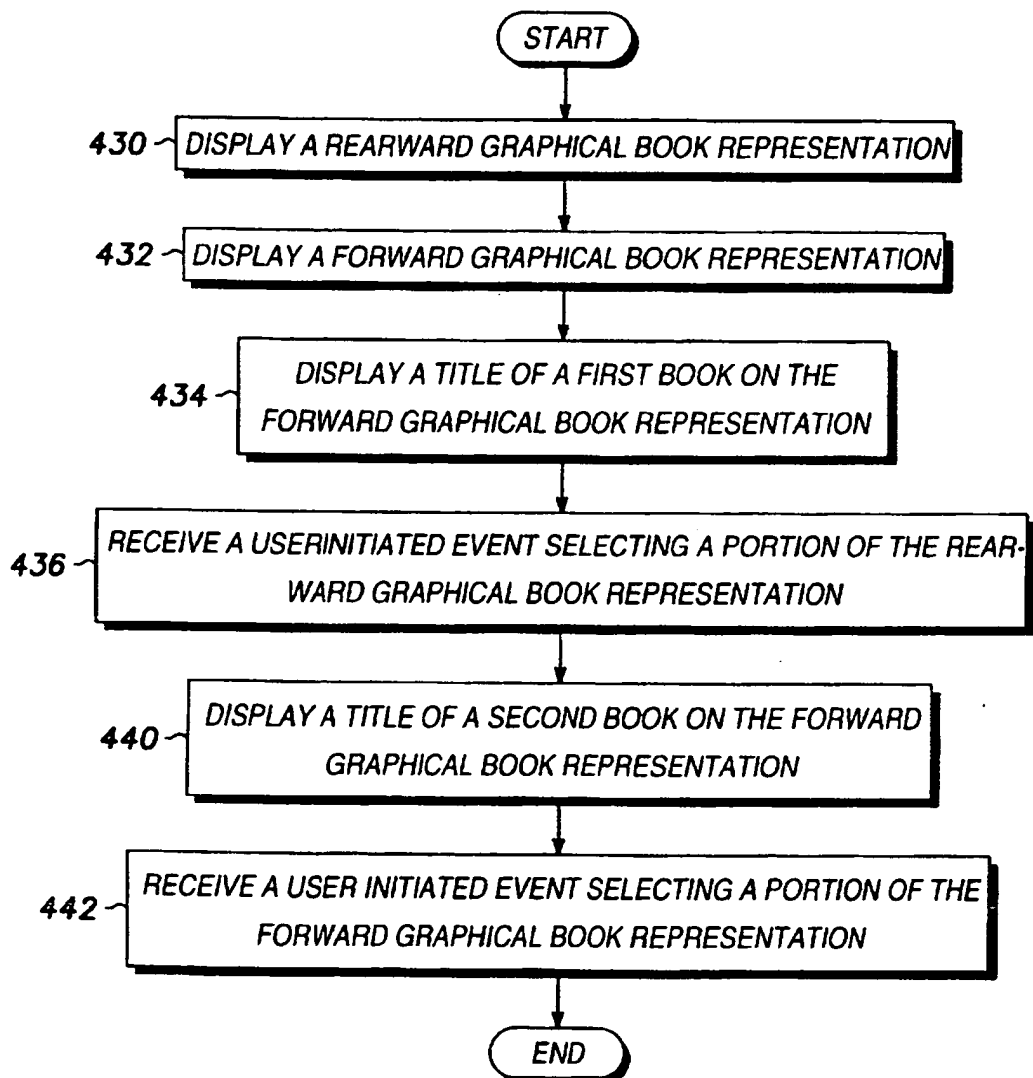 START
430 DISPLAY A REARWARD GRAPHICAL BOOK REPRESENTATION
432 DISPLAY A FORWARD GRAPHICAL BOOK REPRESENTATION
434 DISPLAY A TITLE OF A FIRST BOOK ON THE
FORWARD GRAPHICAL BOOK REPRESENTATION
436 RECEIVE A USERINITIATED EVENT SELECTING A PORTION OF THE REAR-
WARD GRAPHICAL BOOK REPRESENTATION
440 DISPLAY A TITLE OF A SECOND BOOK ON THE FORWARD
GRAPHICAL BOOK REPRESENTATION
442 RECEIVE A USER INITIATED EVENT SELECTING A PORTION OF THE
FORWARD GRAPHICAL BOOK REPRESENTATION
END